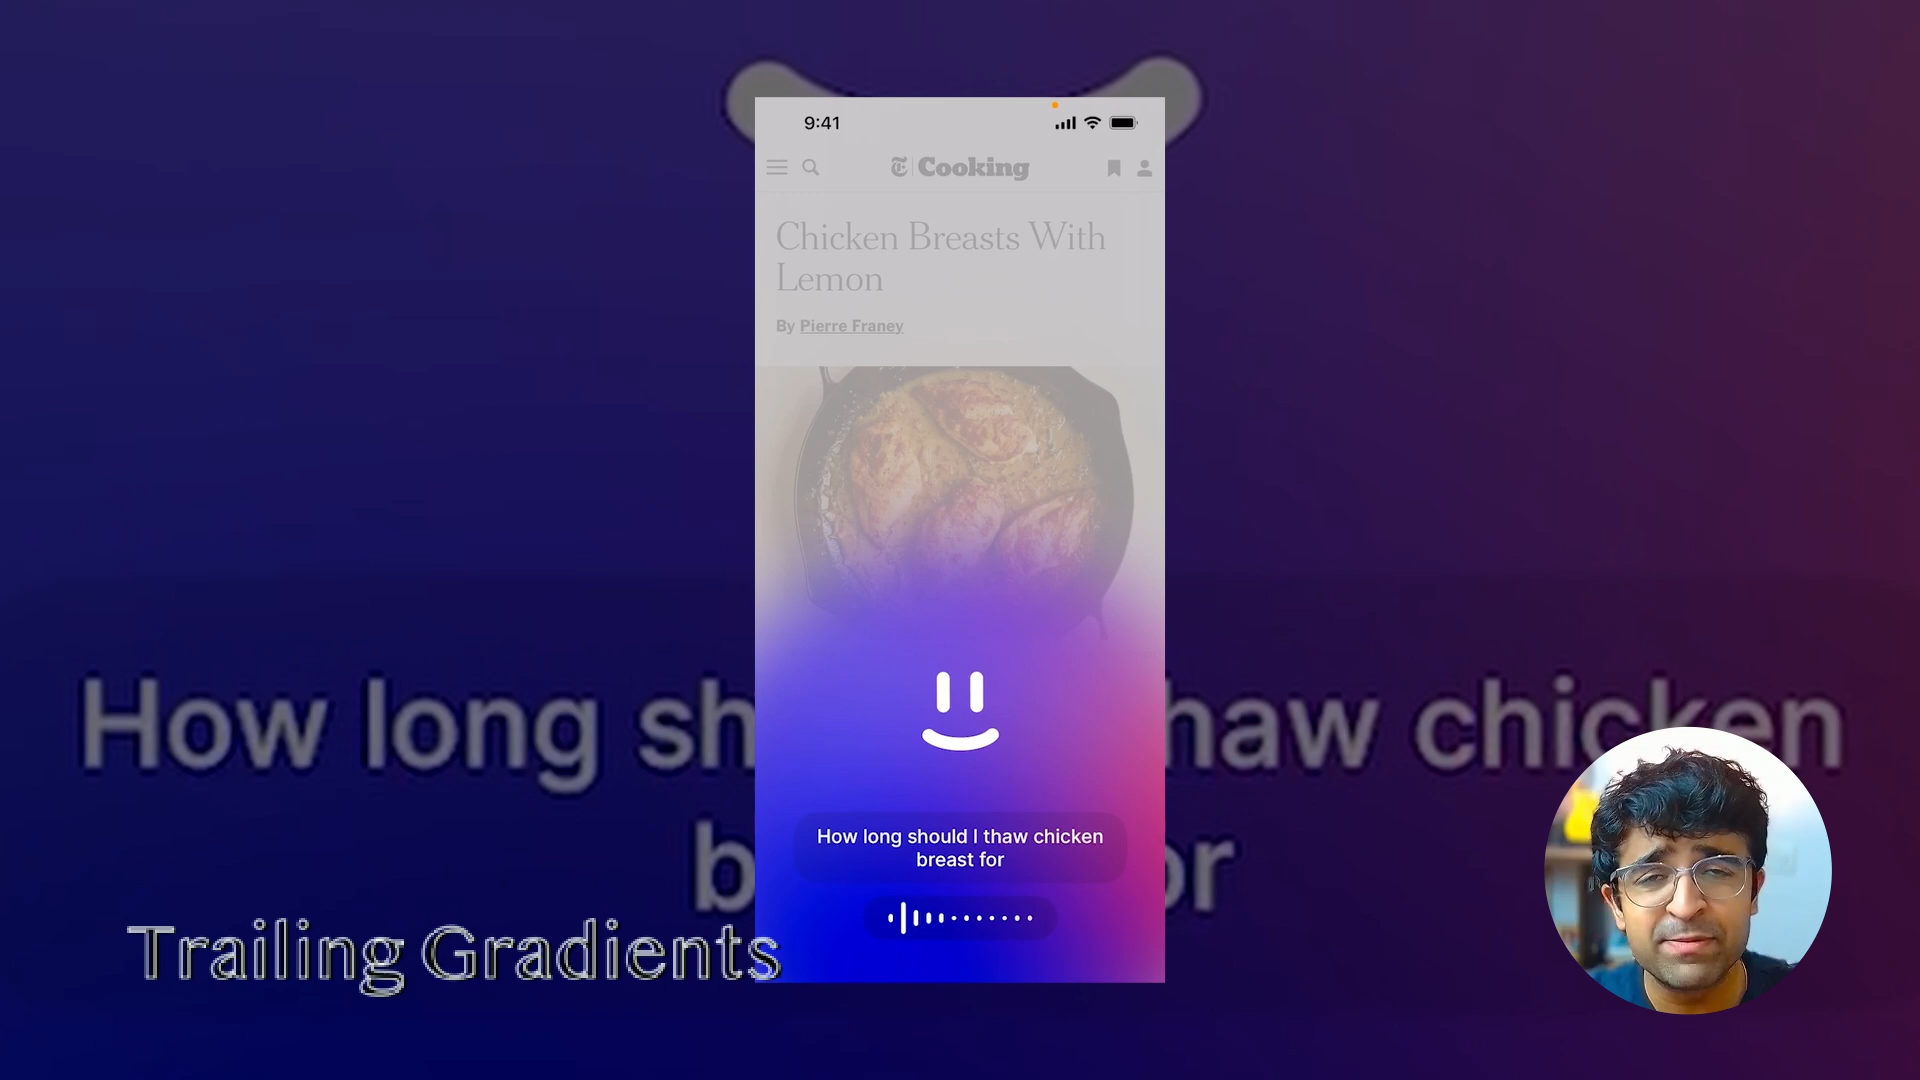 9:41
T Cooking
Chicken Breasts With
Lemon
By Pierre Franey
How long should I thaw chicken
breast for
How long sh
haw chicken
b
or
Trailing Gradients